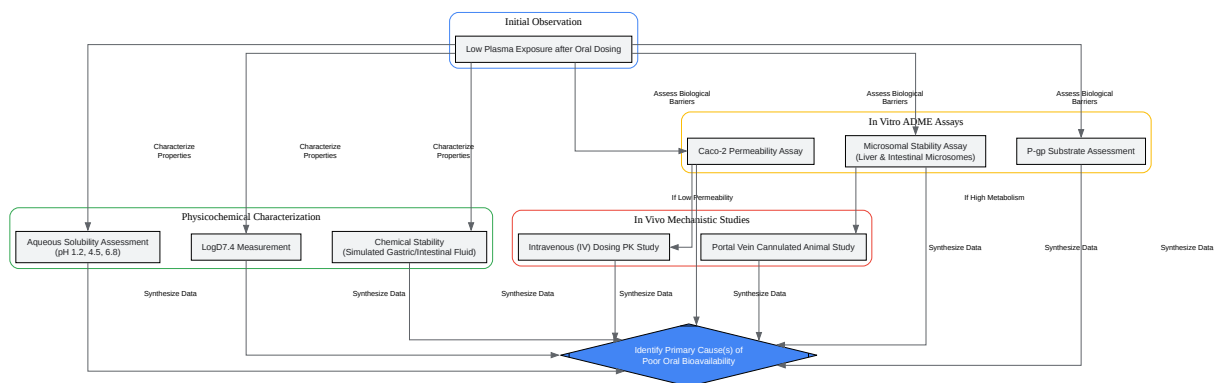 Initial Observation
Low Plasma Exposure after Oral Dosing
Assess Biological
Barriers
Assess Biological
Barriers
Assess Biological
Barriers
In Vitro ADME Assays
Caco-2 Permeability Assay
Microsomal Stability Assay
(Liver & Intestinal Microsomes)
P-gp Substrate Assessment
Characterize
Properties
Characterize
Properties
Characterize
Properties
If Low Permeability
If High Metabolism
Physicochemical Characterization
Aqueous Solubility Assessment
(pH 1.2, 4.5, 6.8)
LogD7.4 Measurement
Chemical Stability
(Simulated Gastric/Intestinal Fluid)
In Vivo Mechanistic Studies
Intravenous (IV) Dosing PK Study
Portal Vein Cannulated Animal Study
Synthesize Data
Synthesize Data
Synthesize Data
Synthesize Data
Synthesize Data
Synthesize Data
Synthesize Data
Synthesize Data
Identify Primary Cause(s) of
Poor Oral Bioavailability